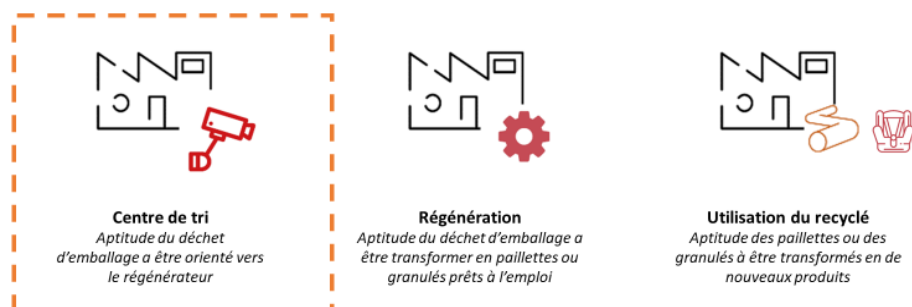 Centre de tri
Aptitude du déchet
d'emballage a être orienté vers
le régénérateur
Régénération
Aptitude du déchet d'emballage a
être transformer en paillettes ou
granulés prêts à l'emploi
Utilisation du recyclé
Aptitude des paillettes ou des
granulés à être transformés en de
nouveaux produits